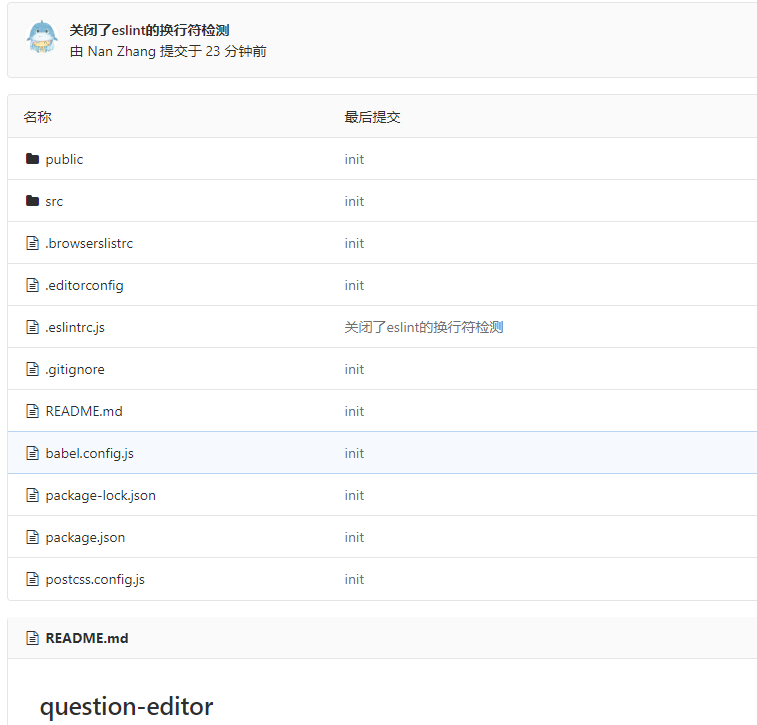 关闭了eslint的换行符检测
由 Nan Zhang 提交于 23 分钟前
名称 最后提交
public init
src init
.browserslistrc init
.editorconfig init
.eslintrc.js 关闭了eslint的换行符检测
.gitignore init
README.md init
babel.config.js init
package-lock.json init
package.json init
postcss.config.js init
README.md
question-editor